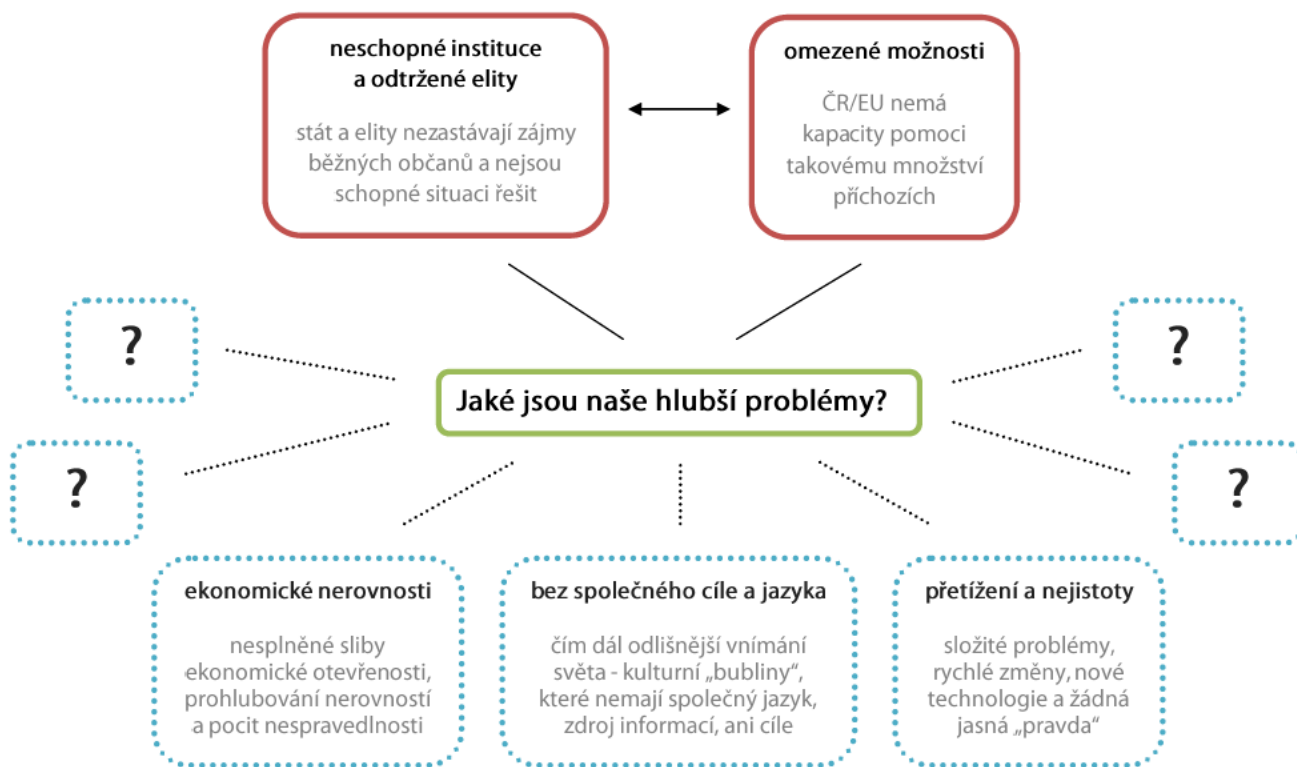 neschopné instituce
a odtržené elity
stát a elity nezastávají zájmy
běžných občanů a nejsou
schopné situaci řešit
omezené možnosti
ČR/EU nemá
kapacity pomoci
takovému množství
příchozích
?
?
Jaké jsou naše hlubší problémy?
?
?
ekonomické nerovnosti
nesplněné sliby
ekonomické otevřenosti,
prohlubování nerovností
a pocit nespravedlnosti
bez společného cíle a jazyka
čím dál odlišnější vnímání
světa - kulturní „bubliny“,
které nemají společný jazyk,
zdroj informací, ani cíle
přetížení a nejistoty
složité problémy,
rychlé změny, nové
technologie a žádná
jasná „pravda“